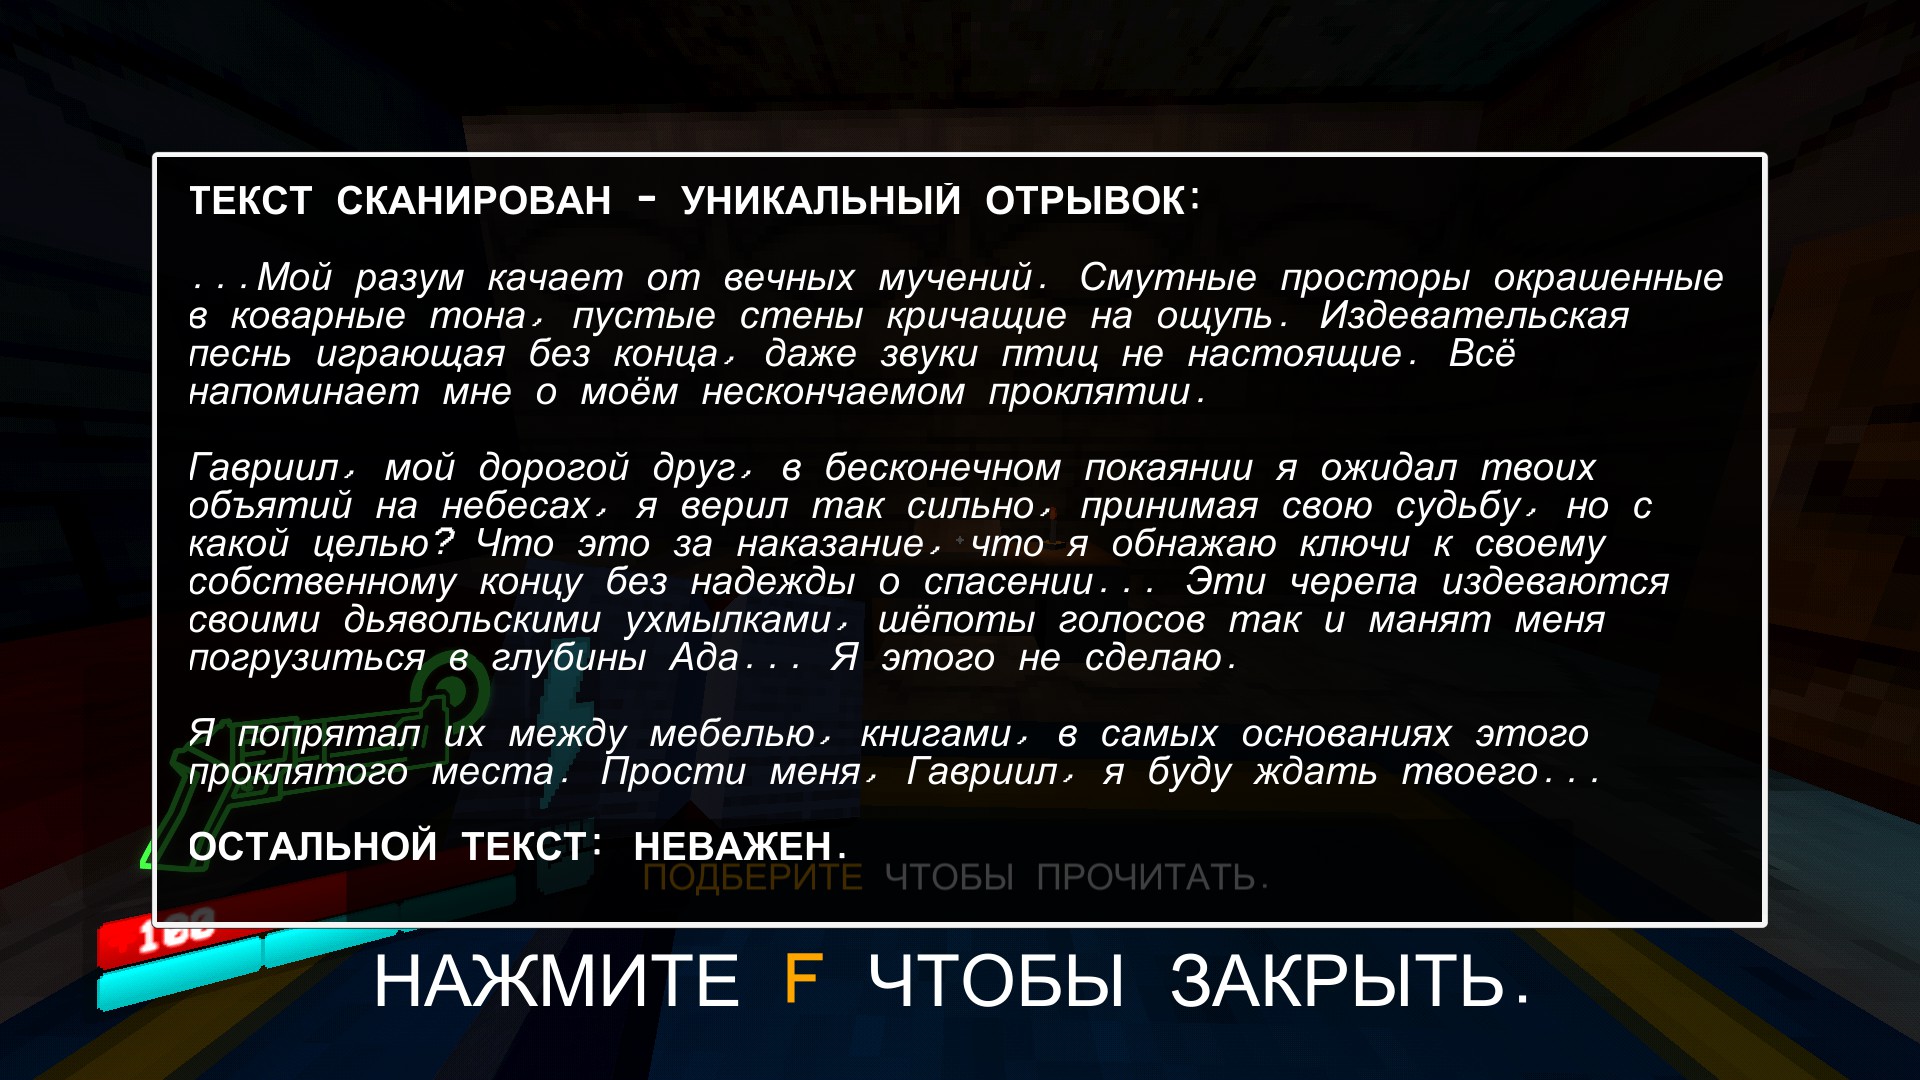 ТЕКСТ СКАНИРОВАН - УНИКАЛЬНЫЙ ОТРЫВОК:
...Мой разум качает от вечных мучений. Смутные просторы окрашенные
в коварные тона, пустые стены кричащие на ощупь. Издевательская
песнь играющая без конца, даже звуки птиц не настоящие. Всё
напоминает мне о моём нескончаемом проклятии.
Гавриил, мой дорогой друг, в бесконечном покаянии я ожидал твоих
объятий на небесах, я верил так сильно, принимая свою судьбу, но с
какой целью? Что это за наказание, что я обнажаю ключи к своему
собственному концу без надежды о спасении... Эти черепа издеваются
своими дьявольскими ухмылками, шёпоты голосов так и манят меня
погрузиться в глубины Ада... Я этого не сделаю.
Я попрятал их между мебелью, книгами, в самых основаниях этого
проклятого места. Прости меня, Гавриил, я буду ждать твоего...
ОСТАЛЬНОЙ ТЕКСТ: НЕВАЖЕН.
ПОДБЕРИТЕ ЧТОБЫ ПРОЧИТАТЬ.
100
НАЖМИТЕ F ЧТОБЫ ЗАКРЫТЬ.